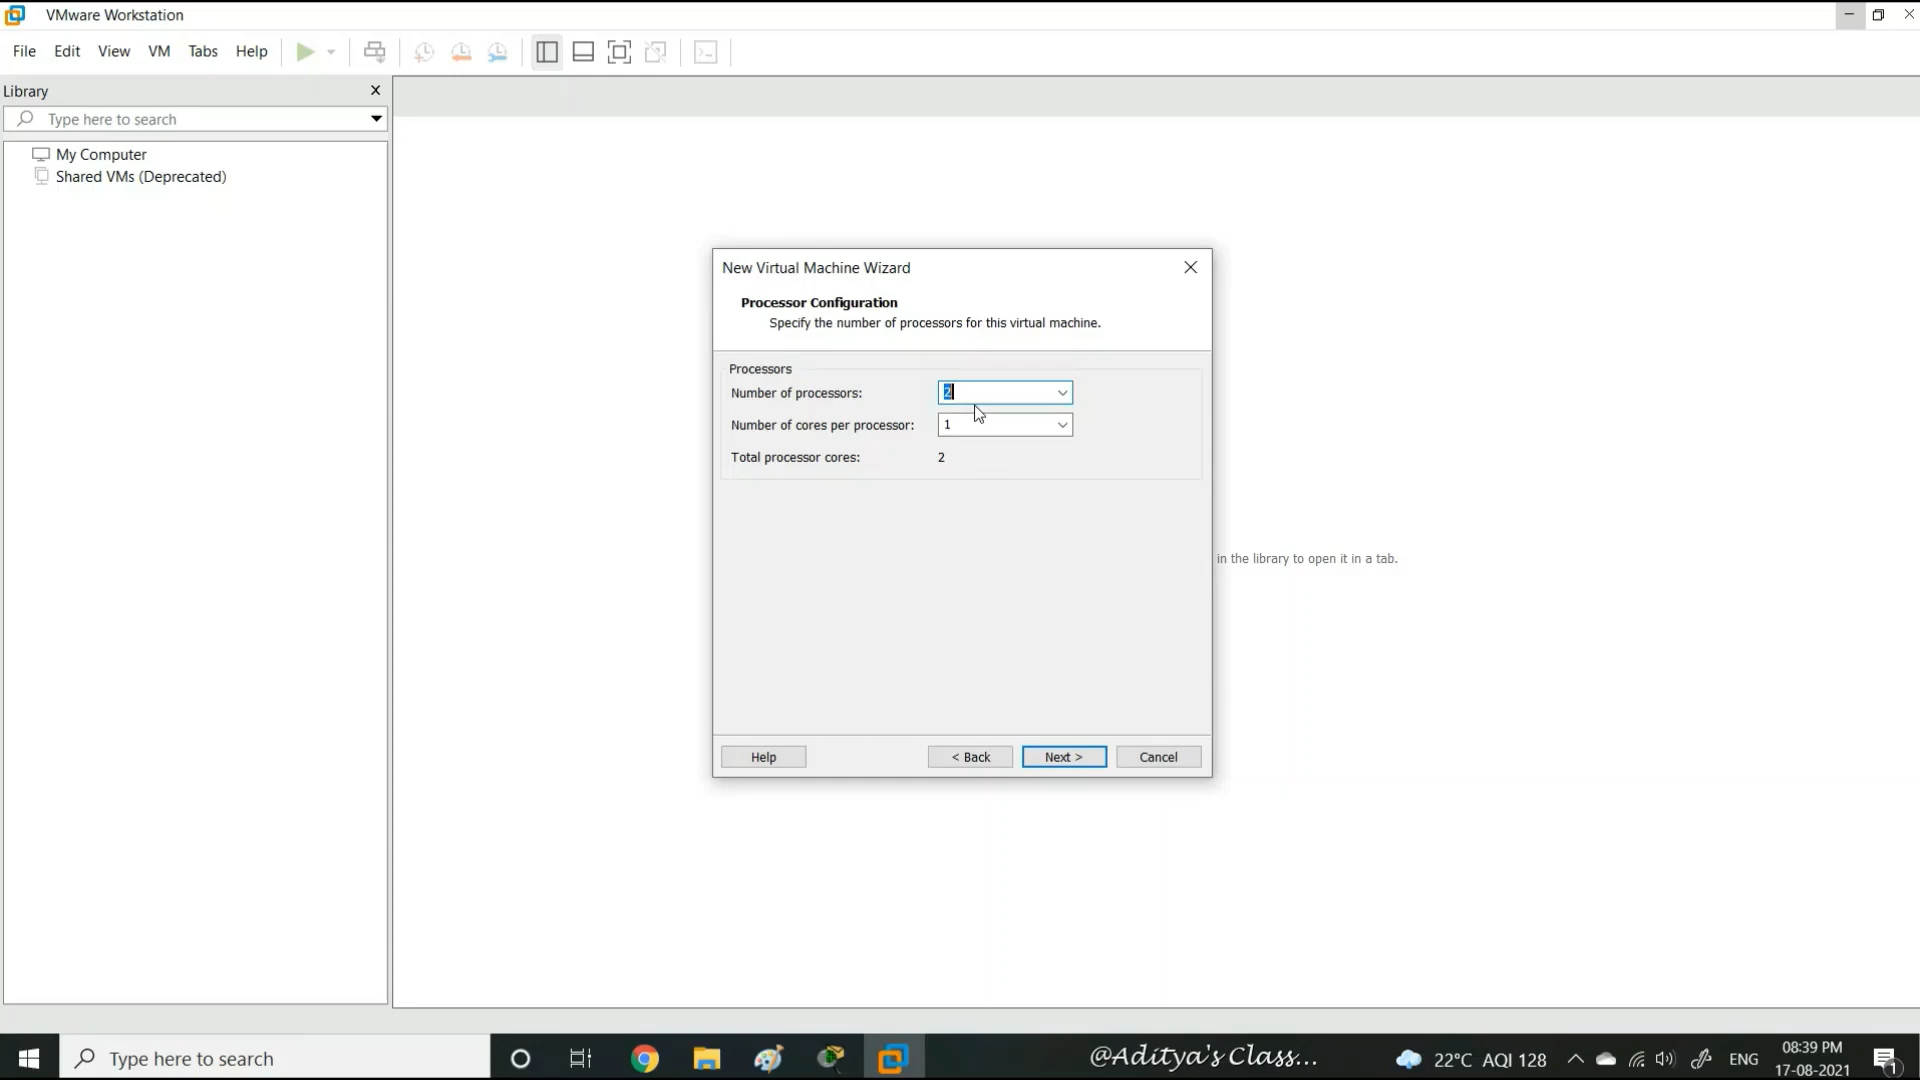 VMware Workstation
File Edit View VM Tabs Help
Library
Type here to search
My Computer
Shared VMs (Deprecated)
New Virtual Machine Wizard
Processor Configuration
Specify the number of processors for this virtual machine.
Processors
Number of processors: 2
Number of cores per processor: 1
Total processor cores: 2
in the library to open it in a tab.
Help < Back Next > Cancel
Type here to search
@Aditya's Class...
22°C AQI 128
ENG
08:39 PM
17-08-2021
1